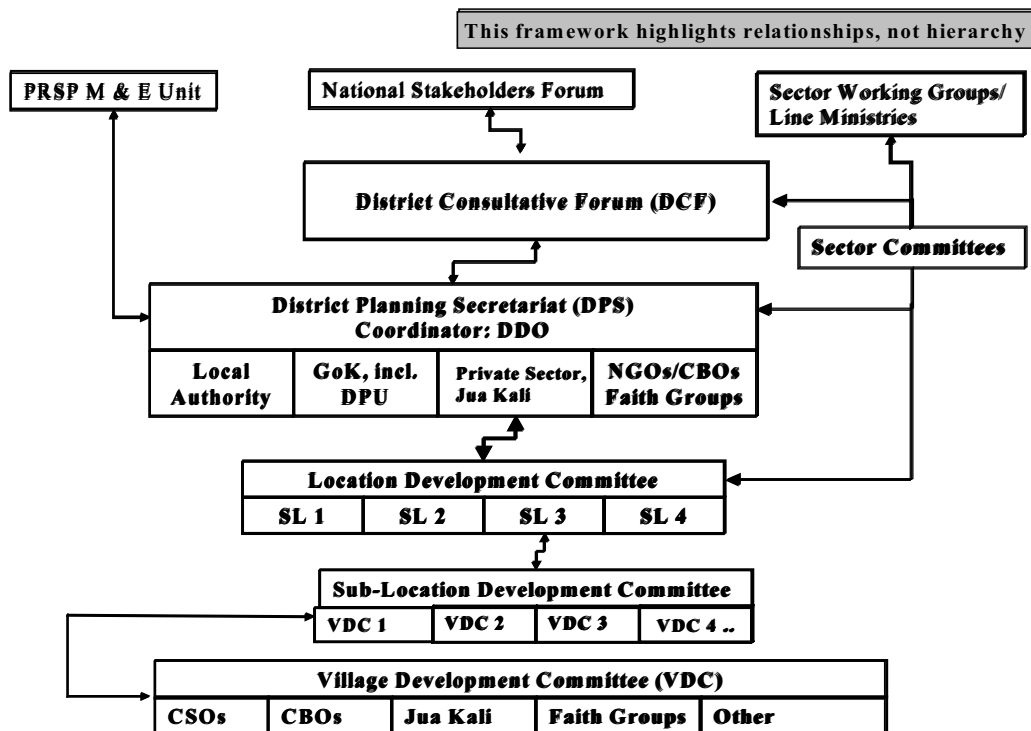 This framework highlights relationships, not hierarchy
PRSP M & E Unit
National Stakeholders Forum
Sector Working Groups/
Line Ministries
District Consultative Forum (DCF)
Sector Committees
District Planning Secretariat (DPS)
Coordinator: DDO
Local
Authority
GoK, incl.
DPU
Private Sector,
Jua Kali
NGOs/CBOs
Faith Groups
Location Development Committee
SL 1
SL 2
SL 3
SL 4
Sub-Location Development Committee
VDC 1
VDC 2
VDC 3
VDC 4 ..
Village Development Committee (VDC)
CSOs
CBOs
Jua Kali
Faith Groups
Other